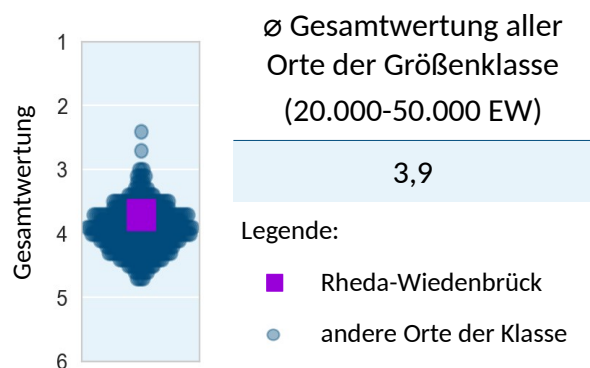 Gesamtwertung
1
2
3
4
5
6
ø Gesamtwertung aller
Orte der Größenklasse
(20.000-50.000 EW)
3,9
Legende:
Rheda-Wiedenbrück
andere Orte der Klasse